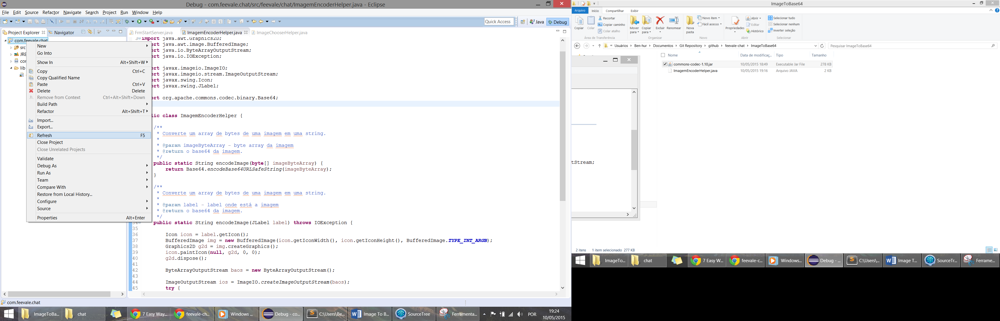 Debug - com.feevale.chat/src/feevale/chat/ImagemEncoderHelper.java - Eclipse
File Edit Source Refactor Navigate Search Project Run Window Help
Quick Access Java Debug
Project Explorer Navigator
com.feevale.chat
src
JRE
cor
lib
New
Go Into
Show In Alt+Shift+W
Copy Ctrl+C
Copy Qualified Name
Paste Ctrl+V
Delete Delete
Remove from Context Ctrl+Alt+Shift+Down
Build Path
Refactor Alt+Shift+T
Import...
Export...
Refresh F5
Close Project
Close Unrelated Projects
Validate
Debug As
Run As
Team
Compare With
Restore from Local History...
Configure
Source
Properties Alt+Enter
FrmStartServer.java ImagemEncoderHelper.java ImageChooserHelper.java
3 import java.awt.Graphics2D;
ort java.awt.image.BufferedImage;
ort java.io.ByteArrayOutputStream;
ort java.io.IOException;
ort javax.imageio.ImageIO;
ort javax.imageio.stream.ImageOutputStream;
ort javax.swing.Icon;
ort javax.swing.JLabel;
ort org.apache.commons.codec.binary.Base64;
lic class ImagemEncoderHelper {
/**
* Converte um array de bytes de uma imagem em uma string.
*
* @param imageByteArray - byte array da imagem
* @return o base64 da imagem.
*/
public static String encodeImage(byte[] imageByteArray) {
return Base64.encodeBase64URLSafeString(imageByteArray);
}
/**
* Converte um array de bytes de uma imagem em uma string.
*
* @param label - label onde está a imagem
* @return o base64 da imagem.
*/
34 public static String encodeImage(JLabel label) throws IOException {
35
36 Icon icon = label.getIcon();
37 BufferedImage img = new BufferedImage(icon.getIconWidth(), icon.getIconHeight(), BufferedImage.TYPE_INT_ARGB);
38 Graphics2D g2d = img.createGraphics();
39 icon.paintIcon(null, g2d, 0, 0);
40 g2d.dispose();
41
42 ByteArrayOutputStream baos = new ByteArrayOutputStream();
43
44 ImageOutputStream ios = ImageIO.createImageOutputStream(baos);
45 try {
com.feevale.chat
ImageToBa... chat 7 Easy Way... feevale-ch... Windows ... Debug - co... C:\Users\Be... Image To B... SourceTree Ferramenta... POR 19:24
10/05/2015
ImageToBase64
Arquivo Início Compartilhar Exibir
Copiar Colar
Recortar
Copiar caminho
Colar atalho
Área de Transferência
Mover para Copiar para Excluir Renomear
Organizar
Nova pasta
Novo item
Fácil acesso
Novo
Propriedades
Abrir
Editar
Histórico
Abrir
Selecionar tudo
Selecionar nenhum
Inverter seleção
Selecionar
« Usuários Ben-hur Documentos Git Repository github feevale-chat ImageToBase64 Pesquisar ImageToBase64
Nome Data de modificaç... Tipo Tamanho
commons-codec-1.10.jar 10/05/2015 18:49 Executable Jar File 278 KB
ImagemEncoderHelper.java 10/05/2015 19:16 Arquivo JAVA 2 KB
tStream;
2 itens 1 item selecionado 277 KB
ImageTo... chat 7 Easy W... feevale-c... Windows... Debug - ... C:\Users\... Image T... SourceTr... Ferrame...